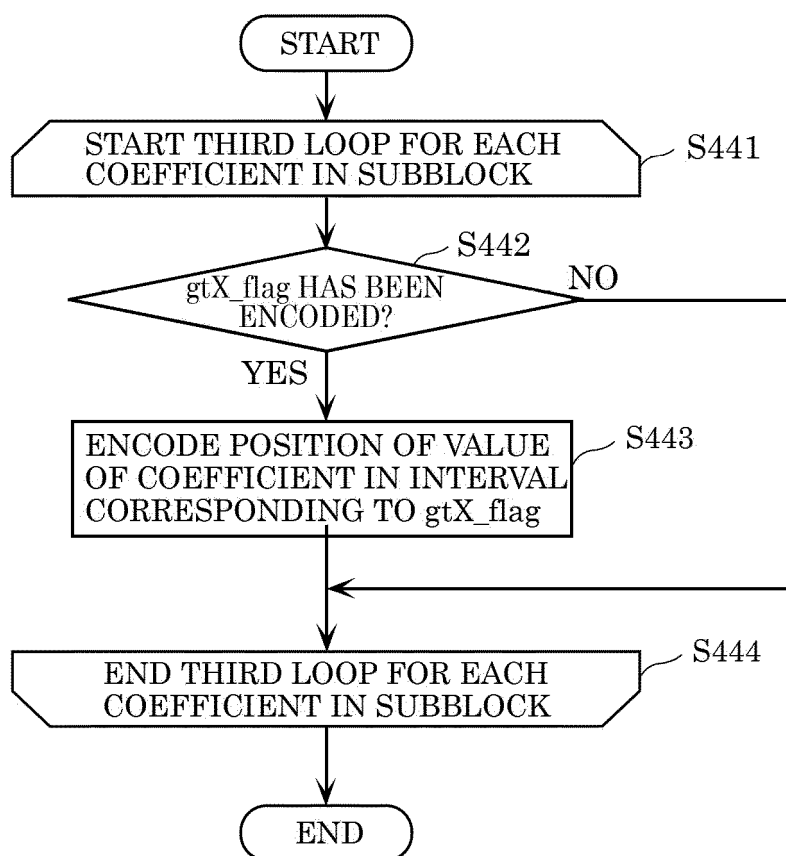 START
START THIRD LOOP FOR EACH
COEFFICIENT IN SUBBLOCK
S441
S442
gtX_flag HAS BEEN
ENCODED?
NO
YES
ENCODE POSITION OF VALUE
OF COEFFICIENT IN INTERVAL
CORRESPONDING TO gtX_flag
S443
END THIRD LOOP FOR EACH
COEFFICIENT IN SUBBLOCK
S444
END